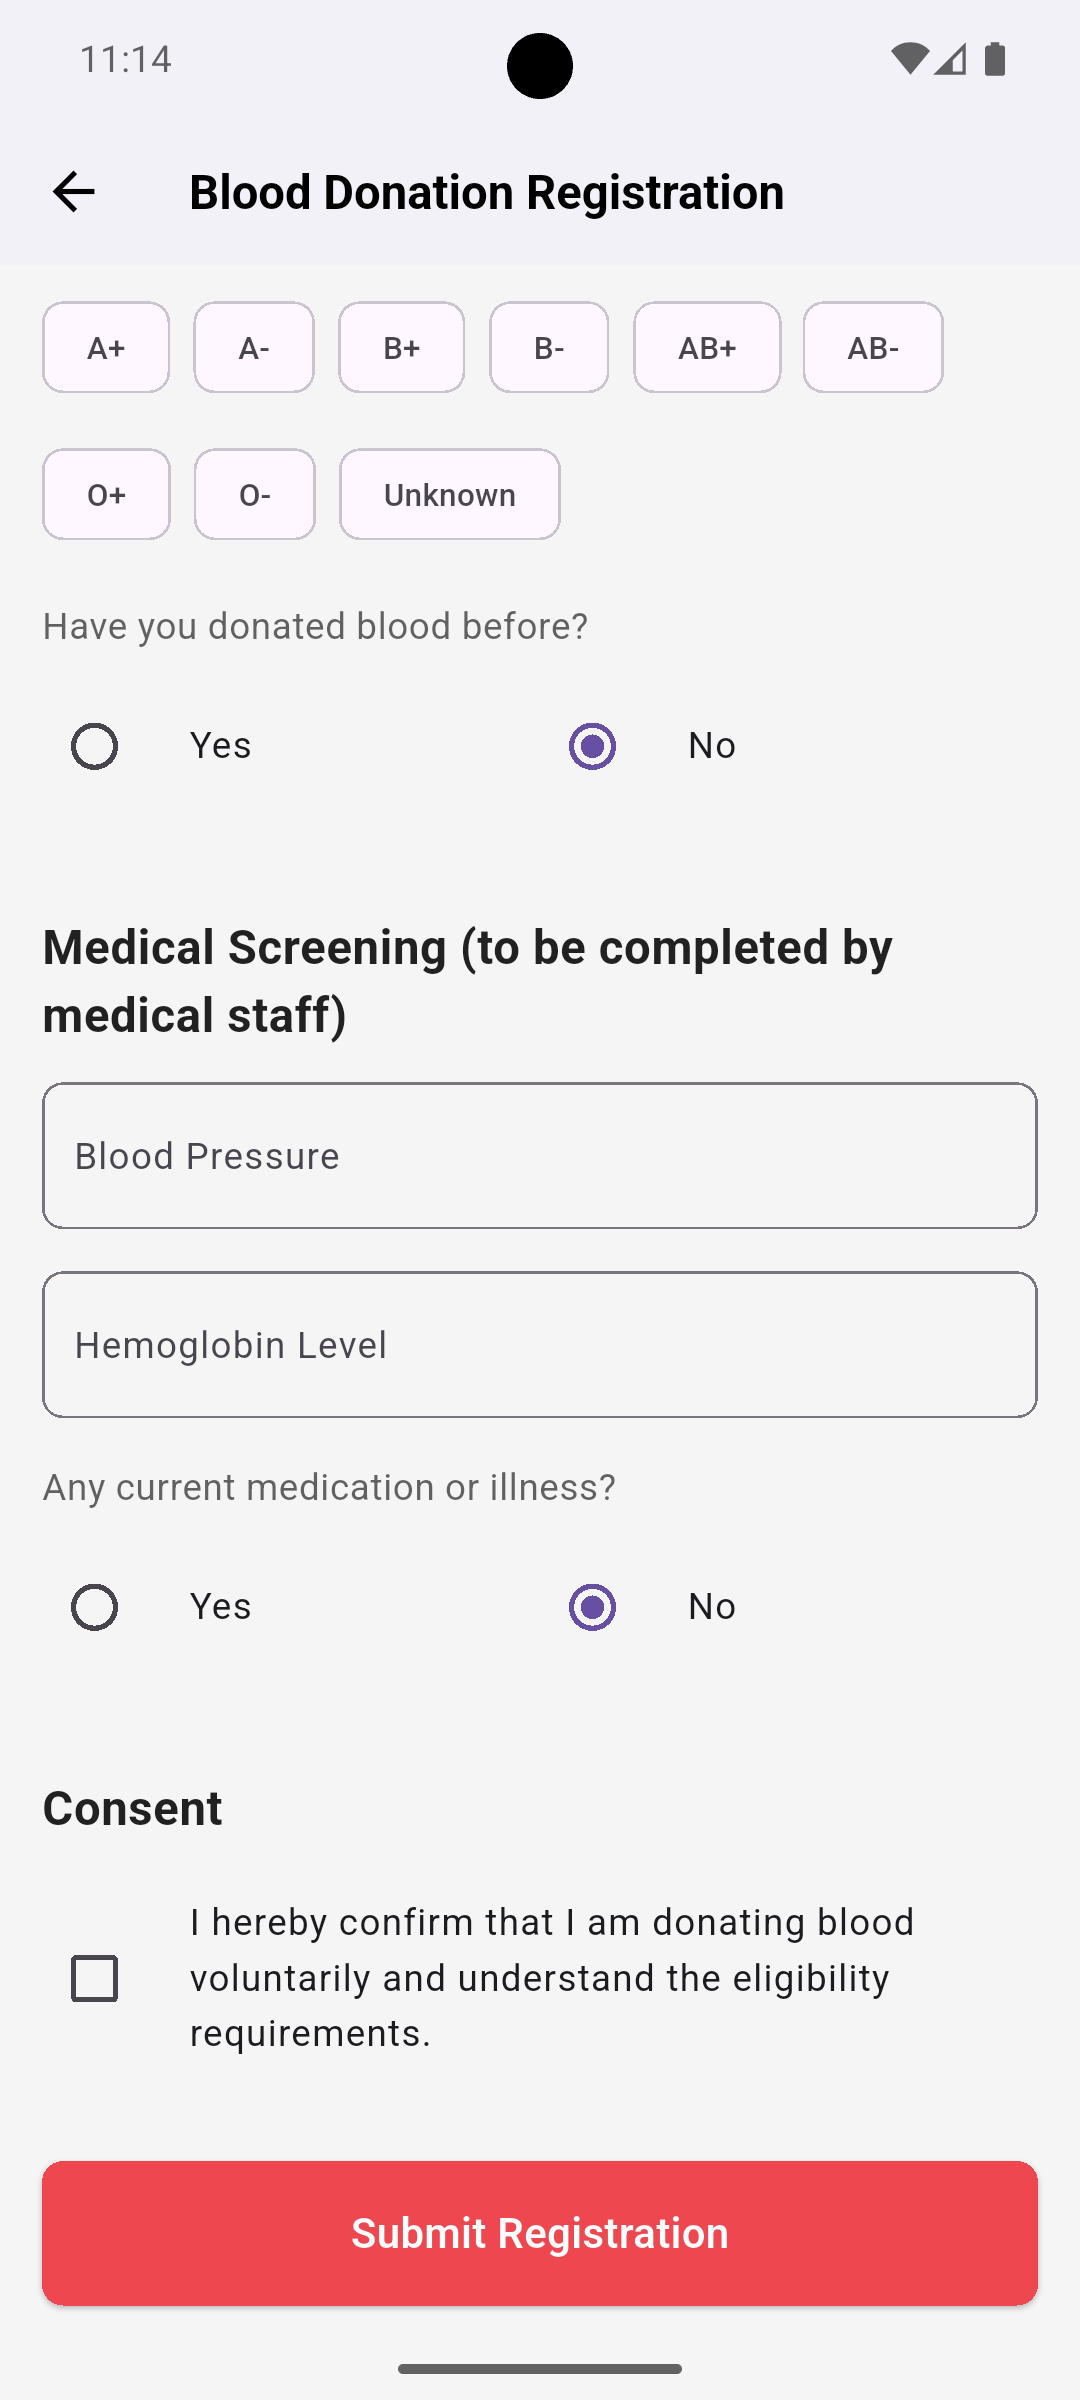 11:14
Blood Donation Registration
A+ A- B+ B- AB+ AB-
O+ O- Unknown
Have you donated blood before?
Yes No
Medical Screening (to be completed by
medical staff)
Blood Pressure
Hemoglobin Level
Any current medication or illness?
Yes No
Consent
I hereby confirm that I am donating blood
voluntarily and understand the eligibility
requirements.
Submit Registration